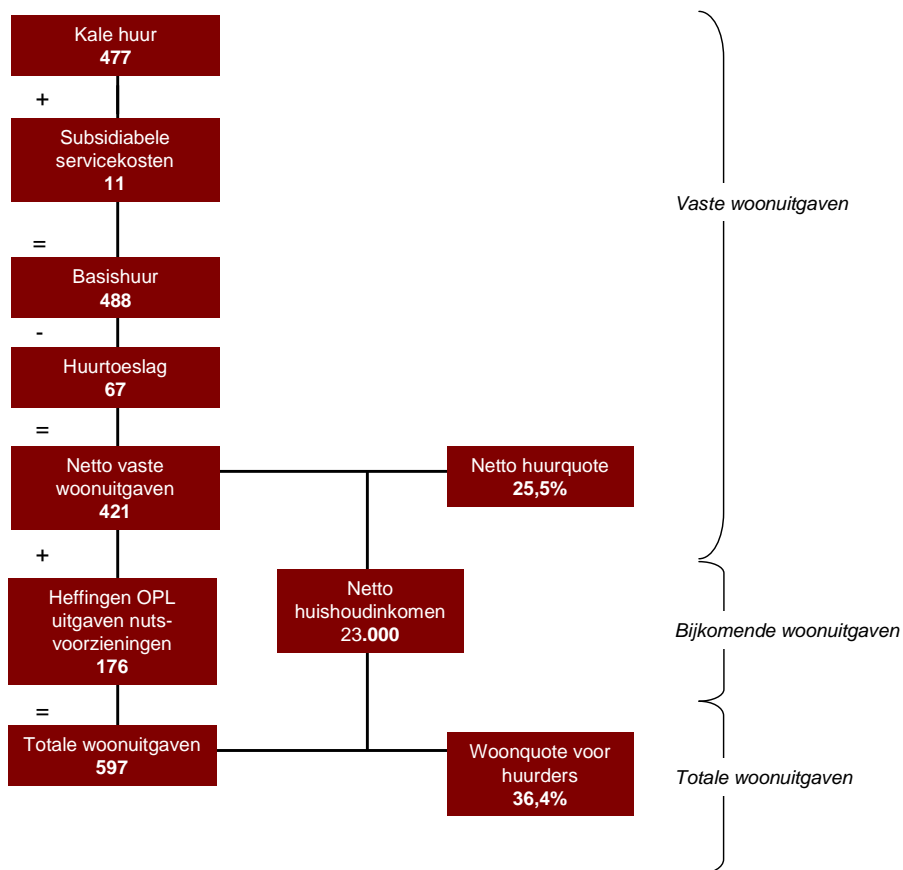 Kale huur
477
+
Subsidiabele
servicekosten
11
=
Basishuur
488
-
Huurtoeslag
67
=
Netto vaste
woonuitgaven
421
Netto huurquote
25,5%
Vaste woonuitgaven
+
Heffingen OPL
uitgaven nuts-
voorzieningen
176
Netto
huishoudinkomen
23.000
Bijkomende woonuitgaven
=
Totale woonuitgaven
597
Woonquote voor
huurders
36,4%
Totale woonuitgaven